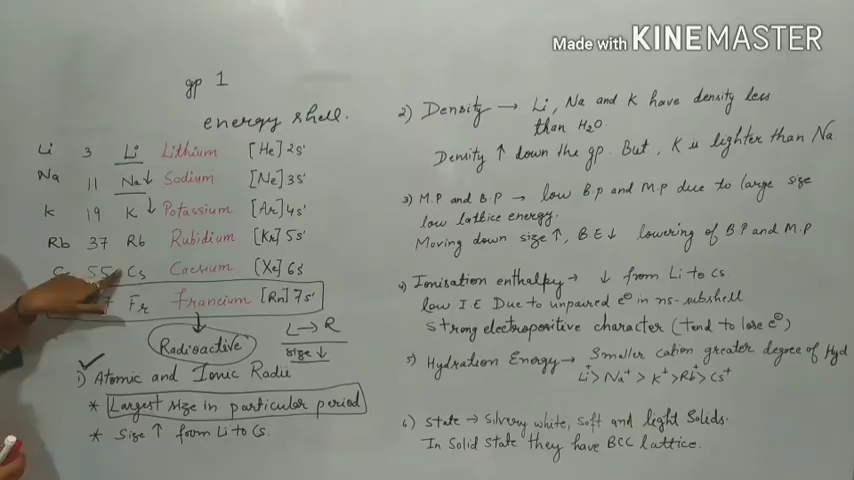 Made with KINEMASTER
gp 1
energy shell.
Li 3 Li Lithium [He] 2s¹
Na 11 Na↓ Sodium [Ne] 3s¹
K 19 K ↓ Potassium [Ar] 4s¹
Rb 37 Rb Rubidium [Kr] 5s¹
55 Cs Caesium [Xe] 6s¹
Fr Francium [Rn] 7s¹
Radioactive
L → R
size ↓
✓
1) Atomic and Ionic Radii
* Largest size in particular period
* Size ↑ from Li to Cs.
2) Density → Li, Na and K have density less
than H₂O.
Density ↑ down the gp. But, K is lighter than Na
3) M.P and B.P → low B.p and M.p due to large size
low lattice energy.
Moving down size ↑, B E ↓ lowering of B.P and M.P
4) Ionisation enthalpy → ↓ from Li to Cs
low I.E Due to unpaired e⊖ in ns-subshell
strong electropositive character (tend to lose e⊖)
5) Hydration Energy → Smaller cation greater degree of Hyd
Li⁺ > Na⁺ > K⁺ > Rb⁺ > Cs⁺
6) State → Silvery white, soft and light Solids.
In Solid state they have BCC lattice.